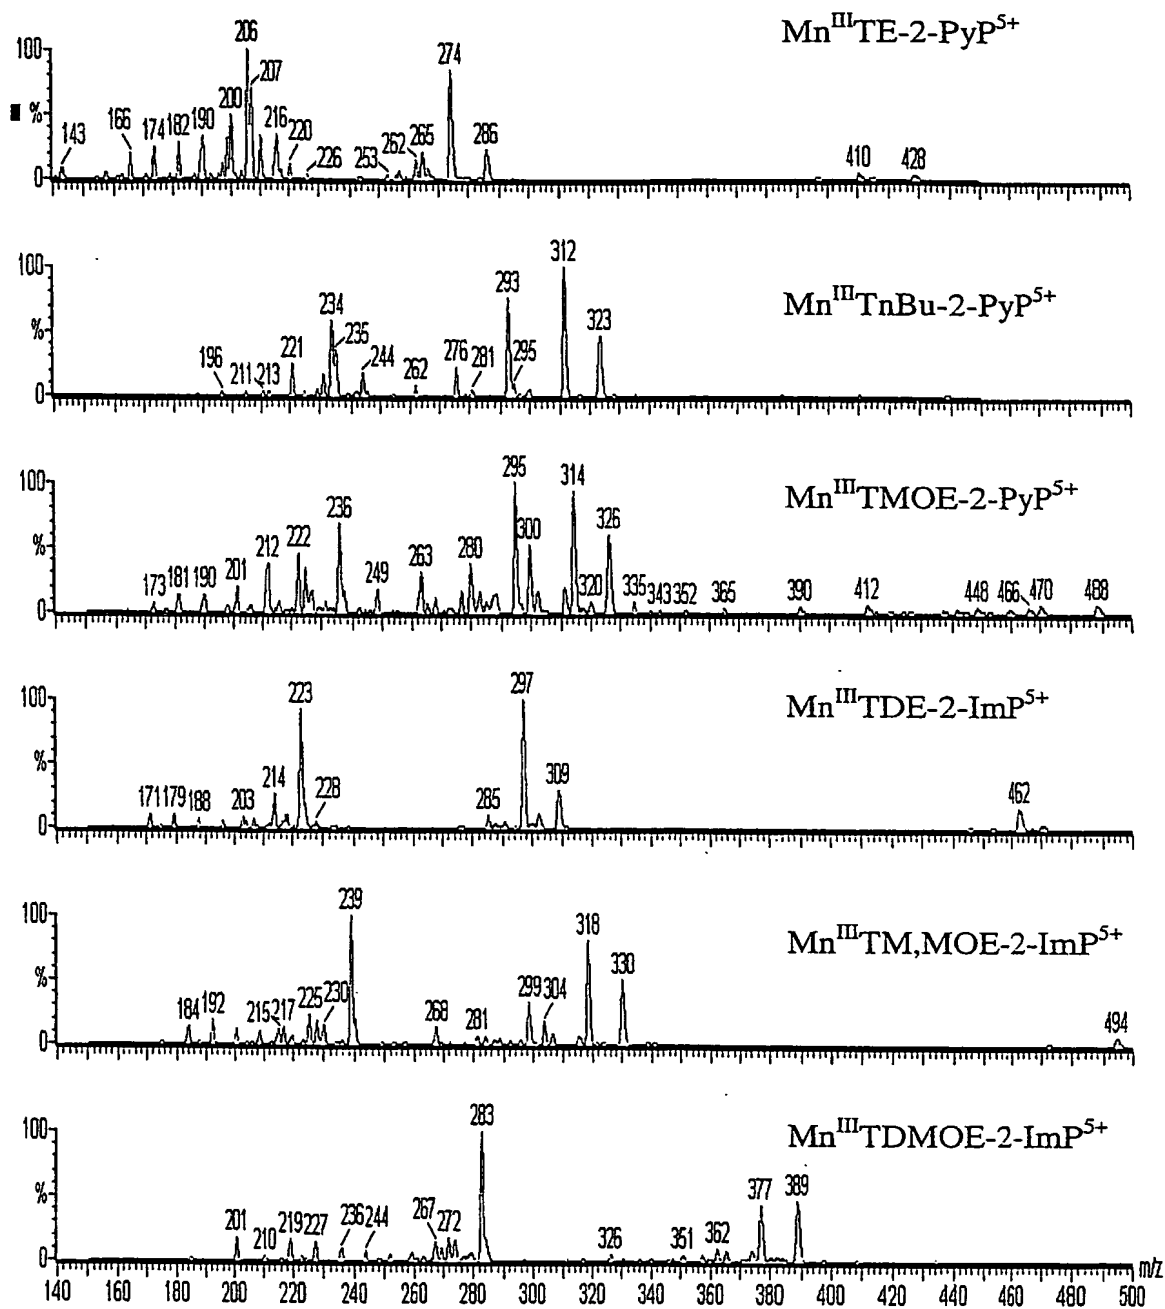 Mn^III TE-2-PyP^5+
100
%
0
143 166 174 182 190 200 206 207 216 220 226 253 262 265 274 286 410 428
Mn^III TnBu-2-PyP^5+
100
%
0
196 211 213 221 234 235 244 262 276 281 293 295 312 323
Mn^III TMOE-2-PyP^5+
100
%
0
173 181 190 201 212 222 236 249 263 280 295 300 314 320 326 335 343 352 365 390 412 448 466 470 488
Mn^III TDE-2-ImP^5+
100
%
0
171 179 188 203 214 223 228 285 297 309 462
Mn^III TM,MOE-2-ImP^5+
100
%
0
184 192 215 217 225 230 239 268 281 299 304 318 330 494
Mn^III TDMOE-2-ImP^5+
100
%
0
201 210 219 227 236 244 267 272 283 326 351 362 377 389
140 160 180 200 220 240 260 280 300 320 340 360 380 400 420 440 460 480 500 m/z